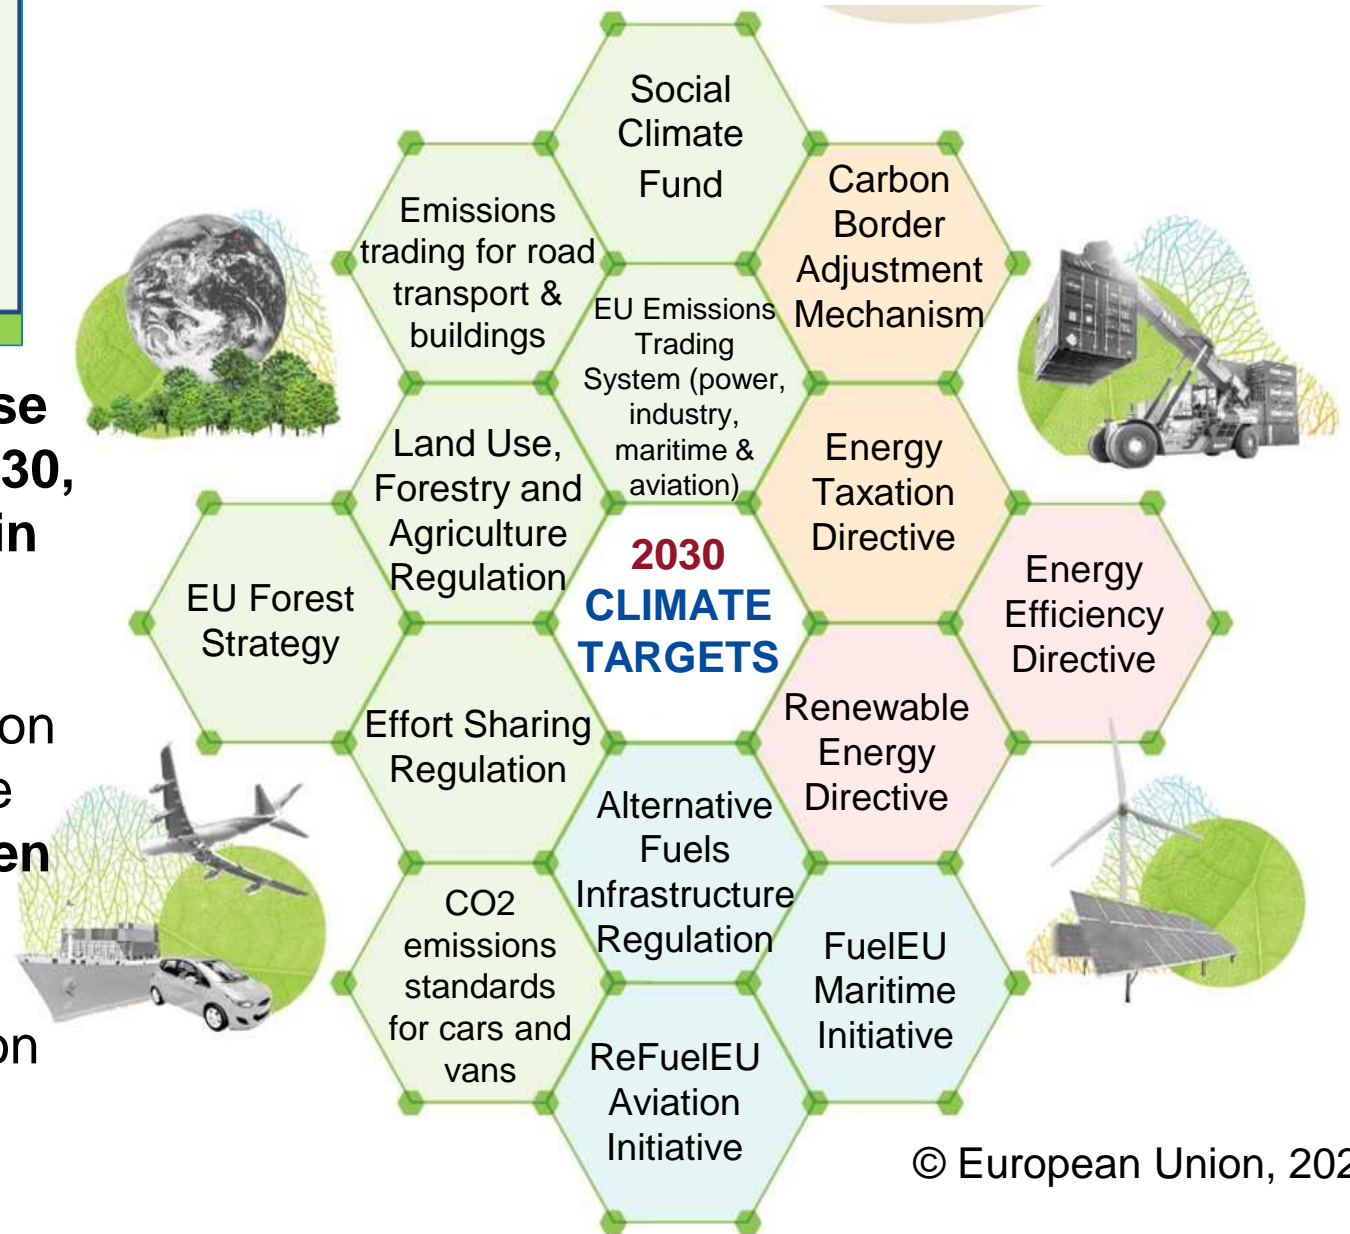 se
30,
in
on
e
en
on
Social
Climate
Fund
Emissions
trading for road
transport &
buildings
Carbon
Border
Adjustment
Mechanism
EU Emissions
Trading
System (power,
industry,
maritime &
aviation)
Land Use,
Forestry and
Agriculture
Regulation
Energy
Taxation
Directive
EU Forest
Strategy
2030
CLIMATE
TARGETS
Energy
Efficiency
Directive
Effort Sharing
Regulation
Renewable
Energy
Directive
Alternative
Fuels
Infrastructure
Regulation
CO2
emissions
standards
for cars and
vans
FuelEU
Maritime
Initiative
ReFuelEU
Aviation
Initiative
© European Union, 202